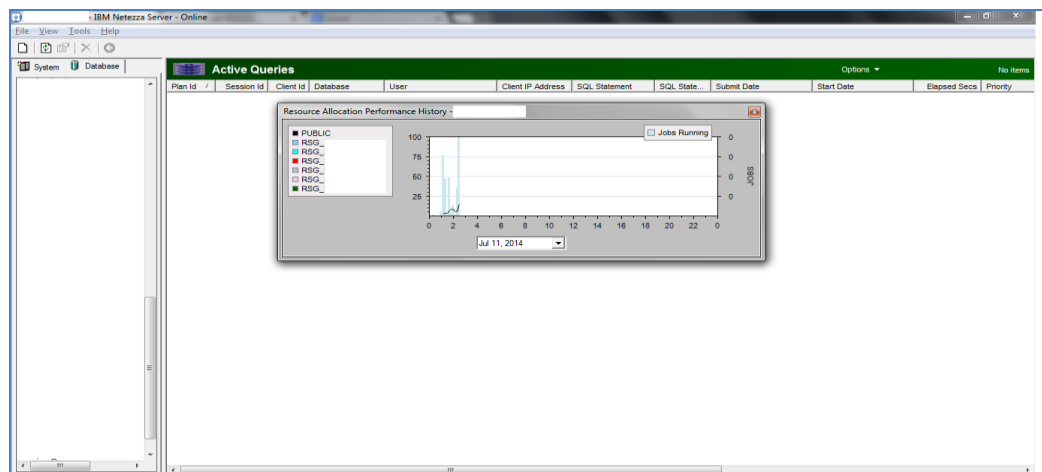 - IBM Netezza Server - Online
File View Tools Help
System Database
Active Queries Options No items
Plan Id / Session Id Client Id Database User Client IP Address SQL Statement SQL State... Submit Date Start Date Elapsed Secs Priority
Resource Allocation Performance History -
PUBLIC
RSG_
RSG_
RSG_
RSG_
RSG_
RSG_
Jobs Running
100
75
50
25
0
0
0
0
JOBS
0 2 4 6 8 10 12 14 16 18 20 22 0
Jul 11, 2014